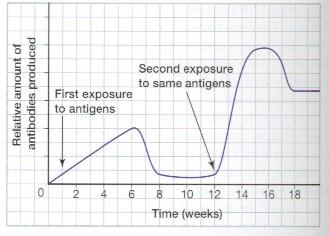 Relative amount of
antibodies produced
First exposure
to antigens
Second exposure
to same antigens
0 2 4 6 8 10 12 14 16 18
Time (weeks)